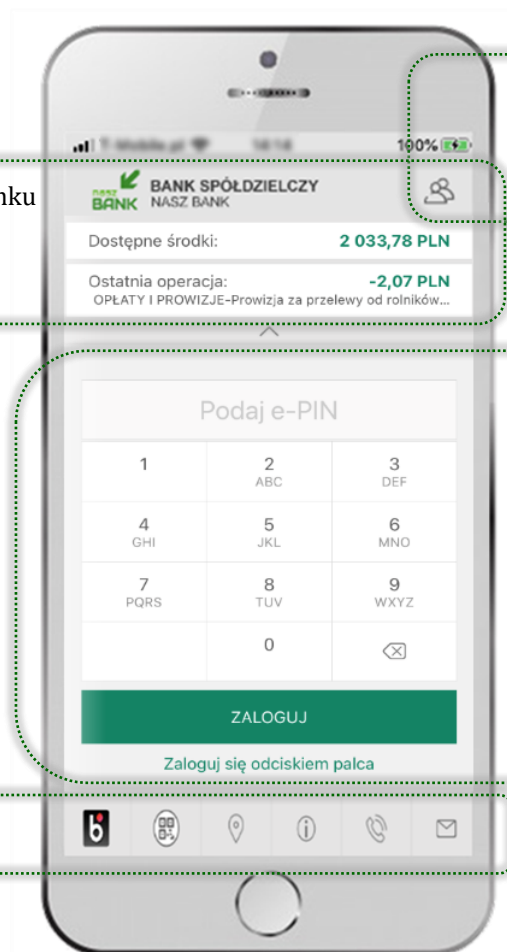 100%
nku
nasz BANK
BANK SPÓŁDZIELCZY
NASZ BANK
Dostępne środki: 2 033,78 PLN
Ostatnia operacja: -2,07 PLN
OPŁATY I PROWIZJE-Prowizja za przelewy od rolników...
Podaj e-PIN
1 2 3
ABC DEF
4 5 6
GHI JKL MNO
7 8 9
PQRS TUV WXYZ
0
ZALOGUJ
Zaloguj się odciskiem palca